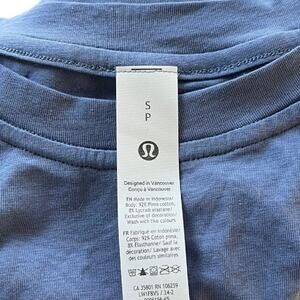 S
P
Designed in Vancouver
Conçu à Vancouver
EN Made in Indonesia/
Body: 92% Pima cotton,
8% Lycra® elastane/
Exclusive of decoration/
Wash with like colours
FR Fabriqué en Indonésie/
Corps: 92% Coton pima,
8% Élasthanne/ Sauf la
décoration/ Lavage avec
couleurs similaires
CA 35801 RN 106259